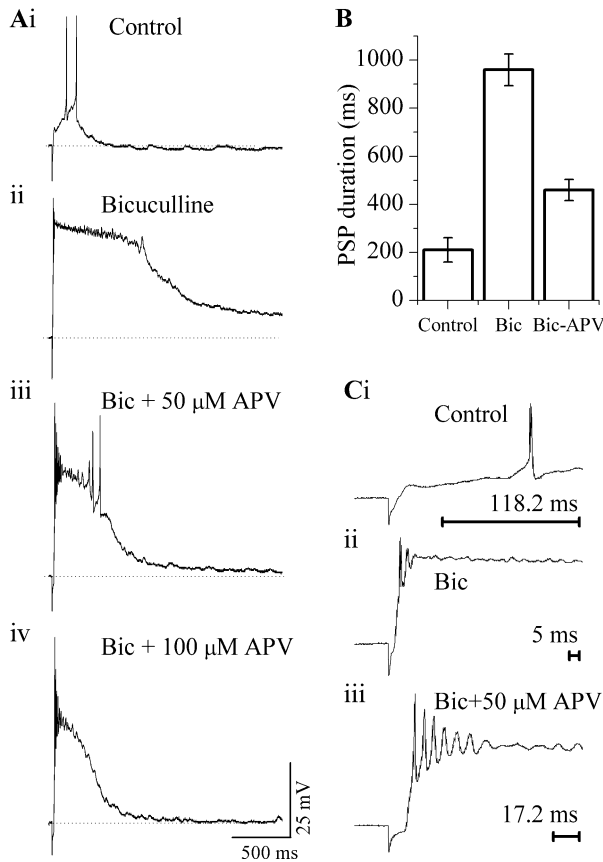 Ai
Control
ii
Bicuculline
iii
Bic + 50 μM APV
iv
Bic + 100 μM APV
25 mV
500 ms
B
PSP duration (ms)
1000
800
600
400
200
0
Control Bic Bic-APV
Ci
Control
118.2 ms
ii
Bic
5 ms
iii
Bic+50 μM APV
17.2 ms